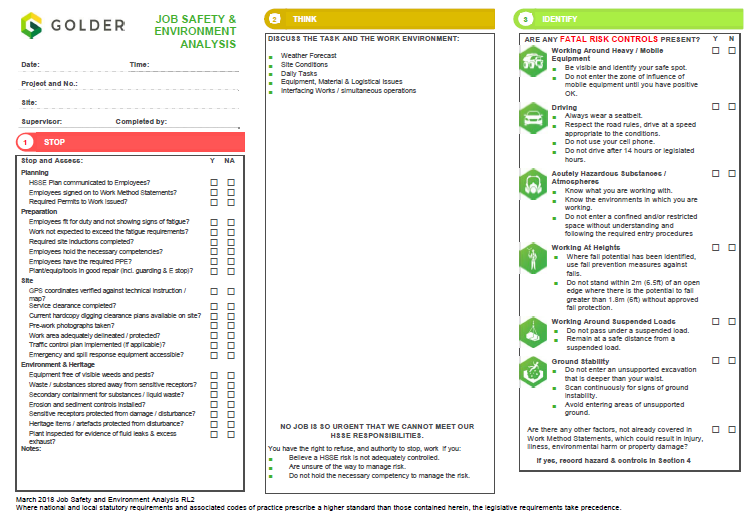 GOLDER
JOB SAFETY &
ENVIRONMENT
ANALYSIS
Date: Time:
Project and No.:
Site:
Supervisor: Completed by:
1 STOP
Stop and Assess: Y NA
Planning
HSSE Plan communicated to Employees?
Employees signed on to Work Method Statements?
Required Permits to Work issued?
Preparation
Employees fit for duty and not showing signs of fatigue?
Work not expected to exceed the fatigue requirements?
Required site inductions completed?
Employees hold the necessary competencies?
Employees have the required PPE?
Plant/equip/tools in good repair (incl. guarding & E stop)?
Site
GPS coordinates verified against technical instruction /
map?
Service clearance completed?
Current hardcopy digging clearance plans available on site?
Pre-work photographs taken?
Work area adequately delineated / protected?
Traffic control plan implemented (if applicable)?
Emergency and spill response equipment accessible?
Environment & Heritage
Equipment free of visible weeds and pests?
Waste / substances stored away from sensitive receptors?
Secondary containment for substances / liquid waste?
Erosion and sediment controls installed?
Sensitive receptors protected from damage / disturbance?
Heritage items / artefacts protected from disturbance?
Plant inspected for evidence of fluid leaks & excess
exhaust?
Notes:
2 THINK
DISCUSS THE TASK AND THE WORK ENVIRONMENT:
Weather Forecast
Site Conditions
Daily Tasks
Equipment, Material & Logistical Issues
Interfacing Works / simultaneous operations
NO JOB IS SO URGENT THAT WE CANNOT MEET OUR
HSSE RESPONSIBILITIES.
You have the right to refuse, and authority to stop, work if you:
Believe a HSSE risk is not adequately controlled.
Are unsure of the way to manage risk.
Do not hold the necessary competency to manage the risk.
3 IDENTIFY
ARE ANY FATAL RISK CONTROLS PRESENT? Y N
Working Around Heavy / Mobile
Equipment
Be visible and identify your safe spot.
Do not enter the zone of influence of
mobile equipment until you have positive
OK.
Driving
Always wear a seatbelt.
Respect the road rules, drive at a speed
appropriate to the conditions.
Do not use your cell phone.
Do not drive after 14 hours or legislated
hours.
Acutely Hazardous Substances /
Atmospheres
Know what you are working with.
Know the environments in which you are
working.
Do not enter a confined and/or restricted
space without understanding and
following the required entry procedures
Working At Heights
Where fall potential has been identified,
use fall prevention measures against
falls.
Do not stand within 2m (6.5ft) of an open
edge where there is the potential to fall
greater than 1.8m (6ft) without approved
fall protection.
Working Around Suspended Loads
Do not pass under a suspended load.
Remain at a safe distance from a
suspended load.
Ground Stability
Do not enter an unsupported excavation
that is deeper than your waist.
Scan continuously for signs of ground
instability.
Avoid entering areas of unsupported
ground.
Are there any other factors, not already covered in
Work Method Statements, which could result in injury,
illness, environmental harm or property damage?
If yes, record hazard & controls in Section 4
March 2018 Job Safety and Environment Analysis RL2
Where national and local statutory requirements and associated codes of practice prescribe a higher standard than those contained herein, the legislative requirements take precedence.